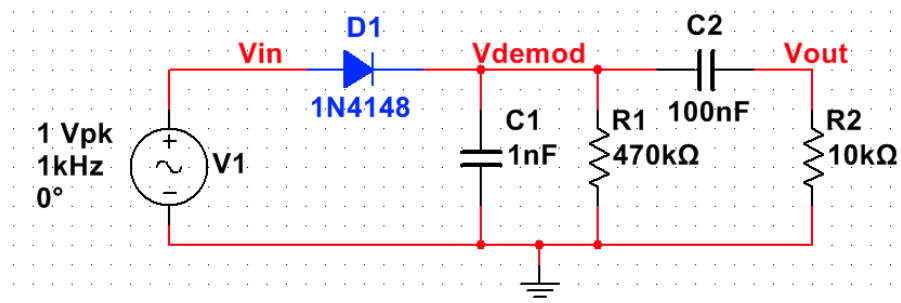 D1
Vin
1N4148
Vdemod
C2
100nF
Vout
1 Vpk
1kHz
0°
+
−
V1
C1
1nF
R1
470kΩ
R2
10kΩ